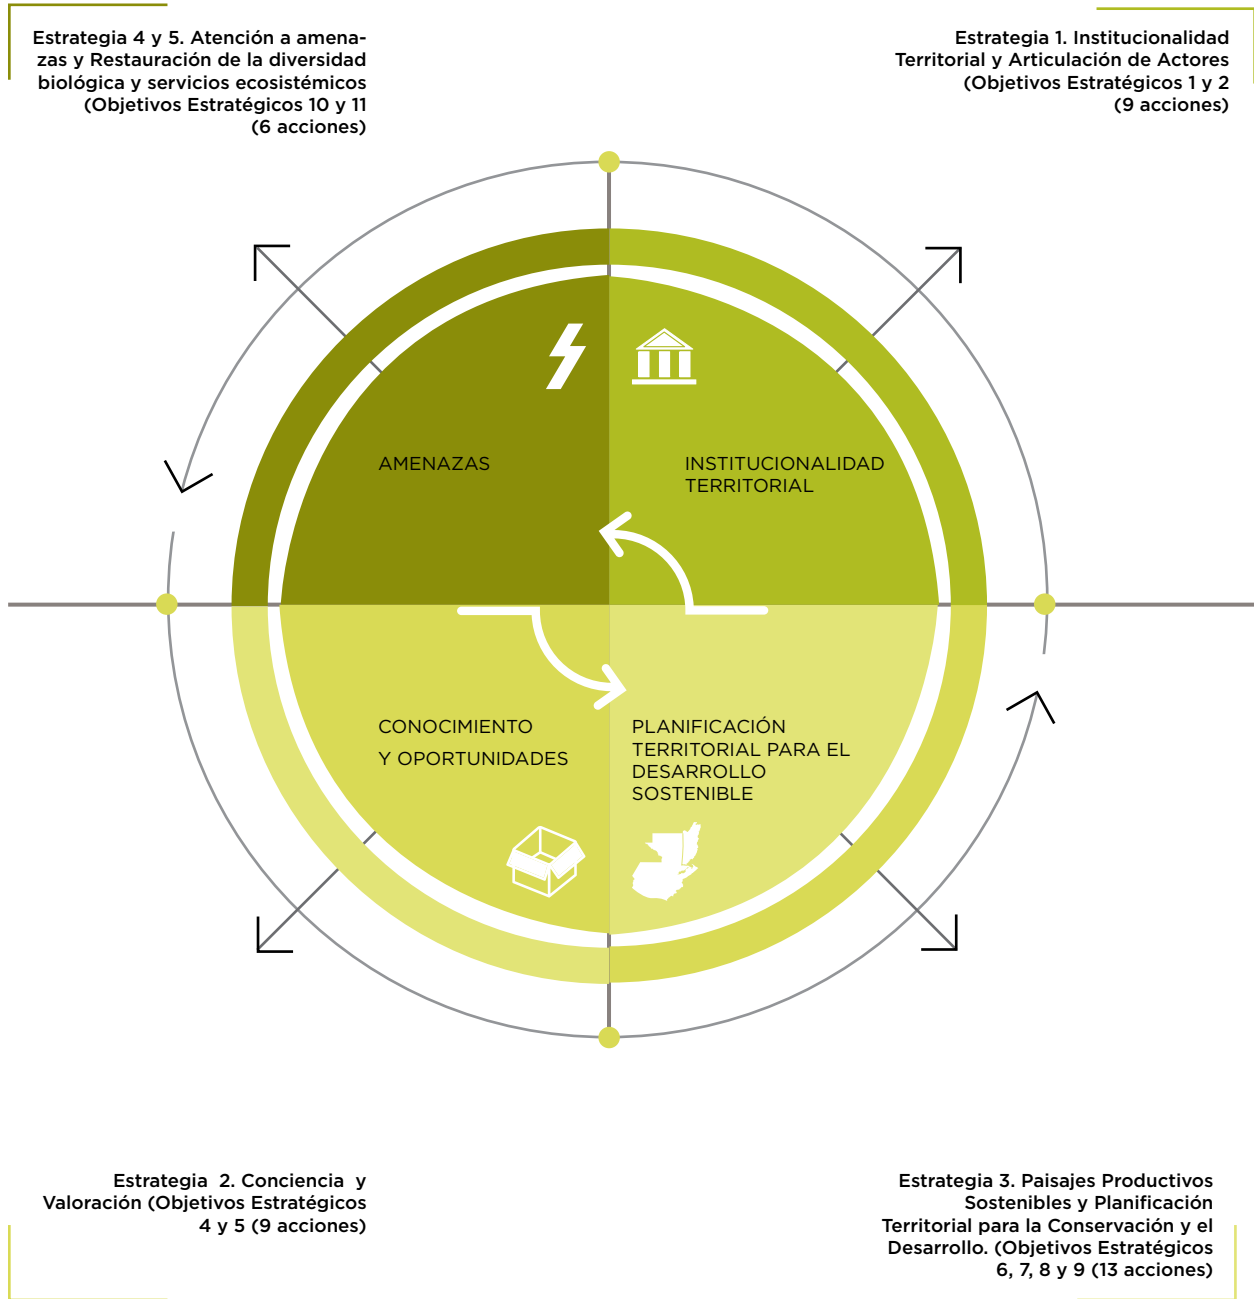 Estrategia 4 y 5. Atención a amena-
zas y Restauración de la diversidad
biológica y servicios ecosistémicos
(Objetivos Estratégicos 10 y 11
(6 acciones)
Estrategia 1. Institucionalidad
Territorial y Articulación de Actores
(Objetivos Estratégicos 1 y 2
(9 acciones)
AMENAZAS
INSTITUCIONALIDAD
TERRITORIAL
CONOCIMIENTO
Y OPORTUNIDADES
PLANIFICACIÓN
TERRITORIAL PARA EL
DESARROLLO
SOSTENIBLE
Estrategia 2. Conciencia y
Valoración (Objetivos Estratégicos
4 y 5 (9 acciones)
Estrategia 3. Paisajes Productivos
Sostenibles y Planificación
Territorial para la Conservación y el
Desarrollo. (Objetivos Estratégicos
6, 7, 8 y 9 (13 acciones)